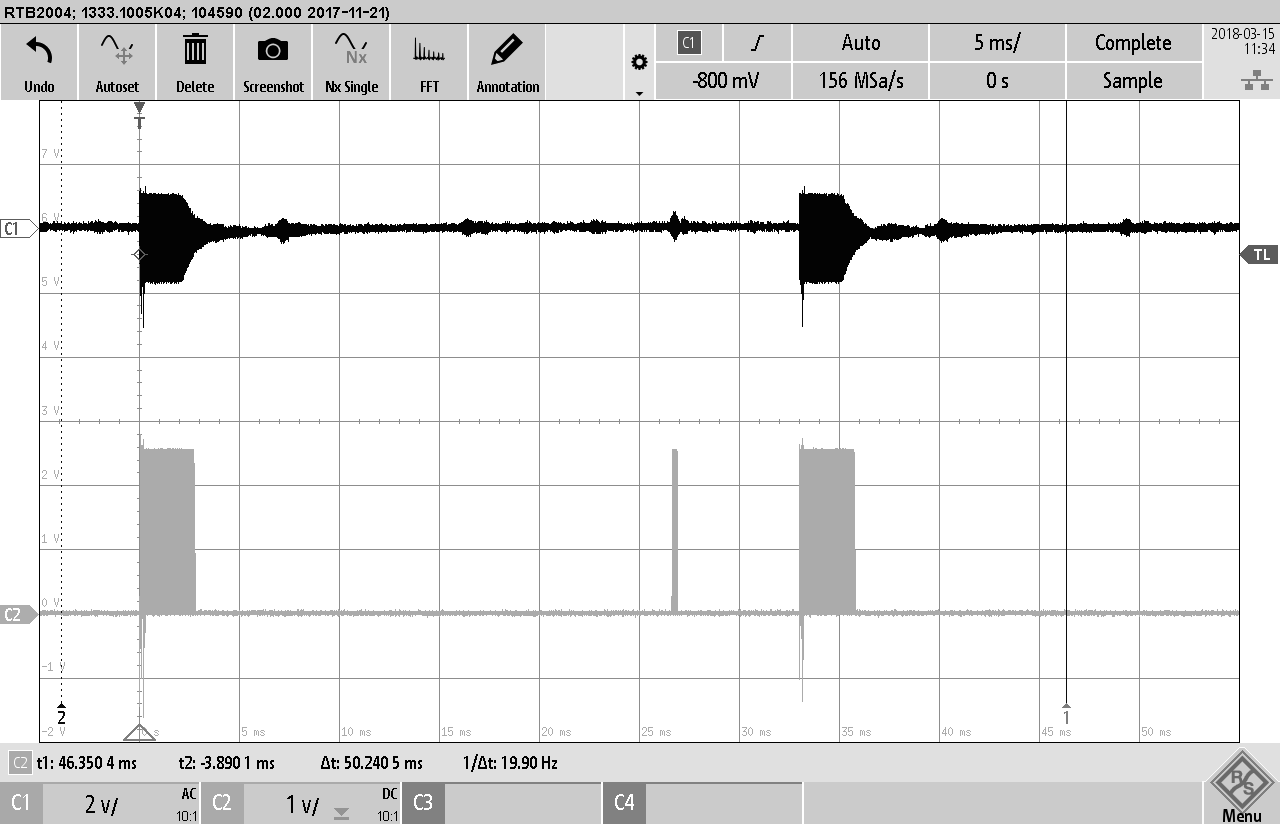 RTB2004; 1333.1005K04; 104590 (02.000 2017-11-21)
C1 Auto 5 ms/ Complete 2018-03-15
11:34
Undo Autoset Delete Screenshot Nx Single FFT Annotation -800 mV 156 MSa/s 0 s Sample
Nx
T
7 V
6 V
C1
TL
5 V
4 V
3 V
2 V
1 V
0 V
C2
-1 V
2 1
-2 V 0 s 5 ms 10 ms 15 ms 20 ms 25 ms 30 ms 35 ms 40 ms 45 ms 50 ms
C2 t1: 46.350 4 ms t2: -3.890 1 ms Δt: 50.240 5 ms 1/Δt: 19.90 Hz
C1 2 V/ AC 10:1 C2 1 V/ DC 10:1 C3 C4 R&S
Menu